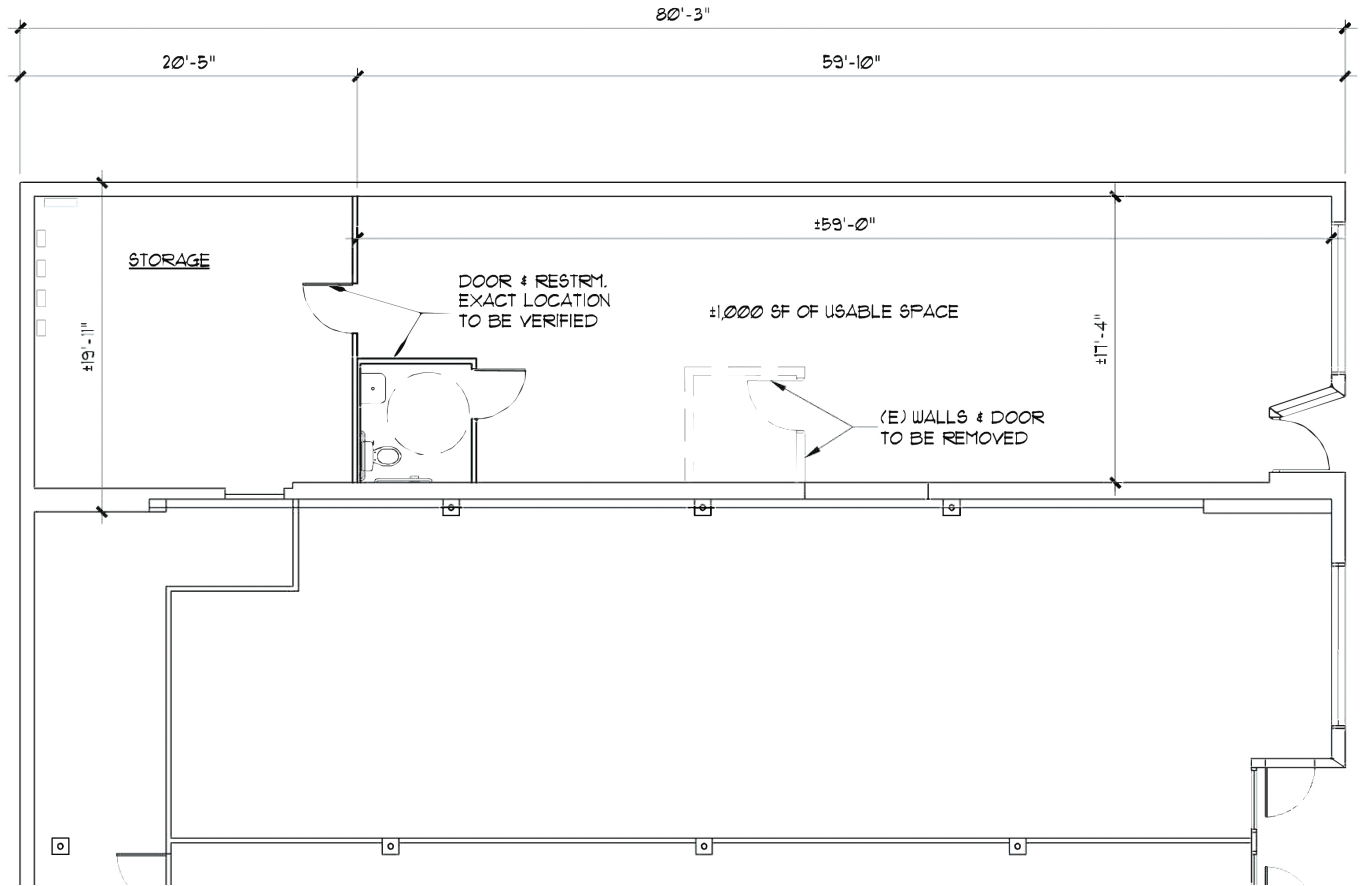 80'-3"
20'-5"
59'-10"
±59'-0"
STORAGE
DOOR & RESTRM.
EXACT LOCATION
TO BE VERIFIED
±1,000 SF OF USABLE SPACE
±19'-11"
±17'-4"
(E) WALLS & DOOR
TO BE REMOVED